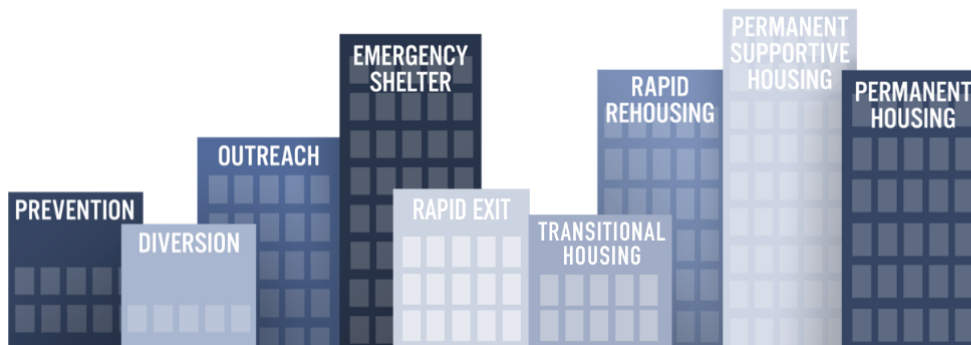 PREVENTION
DIVERSION
OUTREACH
EMERGENCY
SHELTER
RAPID EXIT
TRANSITIONAL
HOUSING
RAPID
REHOUSING
PERMANENT
SUPPORTIVE
HOUSING
PERMANENT
HOUSING